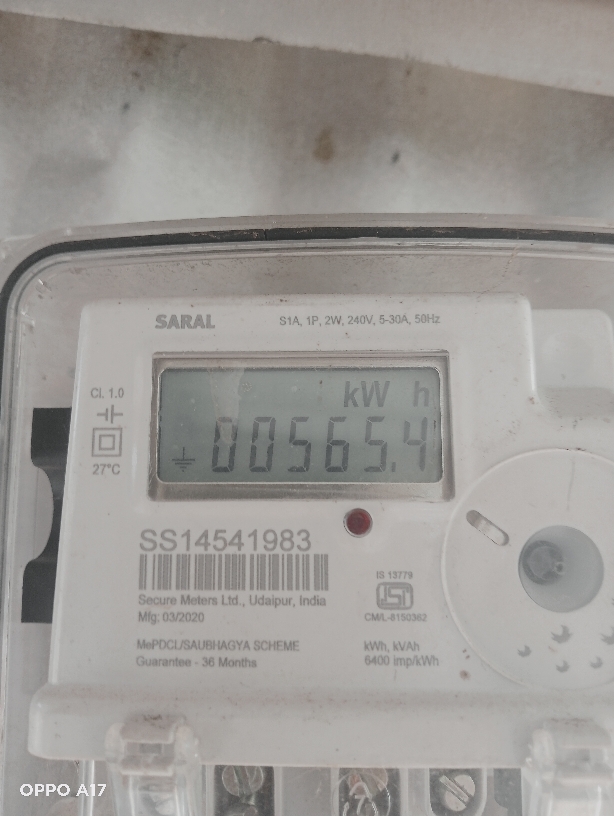 SARAL
S1A, 1P, 2W, 240V, 5-30A, 50Hz
CL 1.0
27°C
kW h
00565.4
SS14541983
Secure Meters Ltd., Udaipur, India
Mfg: 03/2020
MePDCL/SAUBHAGYA SCHEME
Guarantee - 36 Months
IS 13779
ISI
CM/L-8150362
kWh, kVAh
6400 imp/kWh
OPPO A17